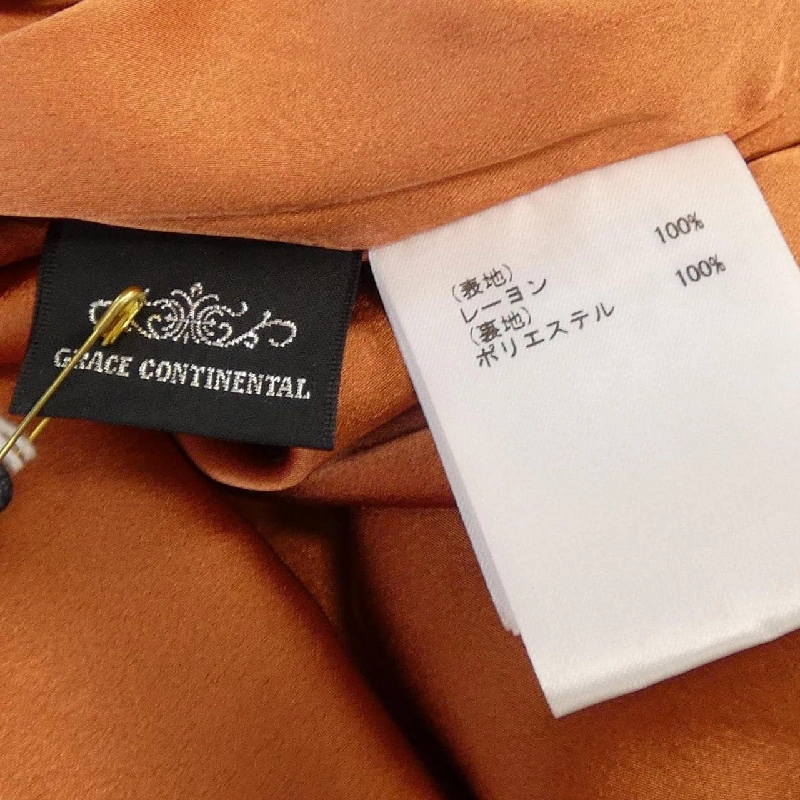 GRACE CONTINENTAL
(表地)
レーヨン 100%
(裏地)
ポリエステル 100%